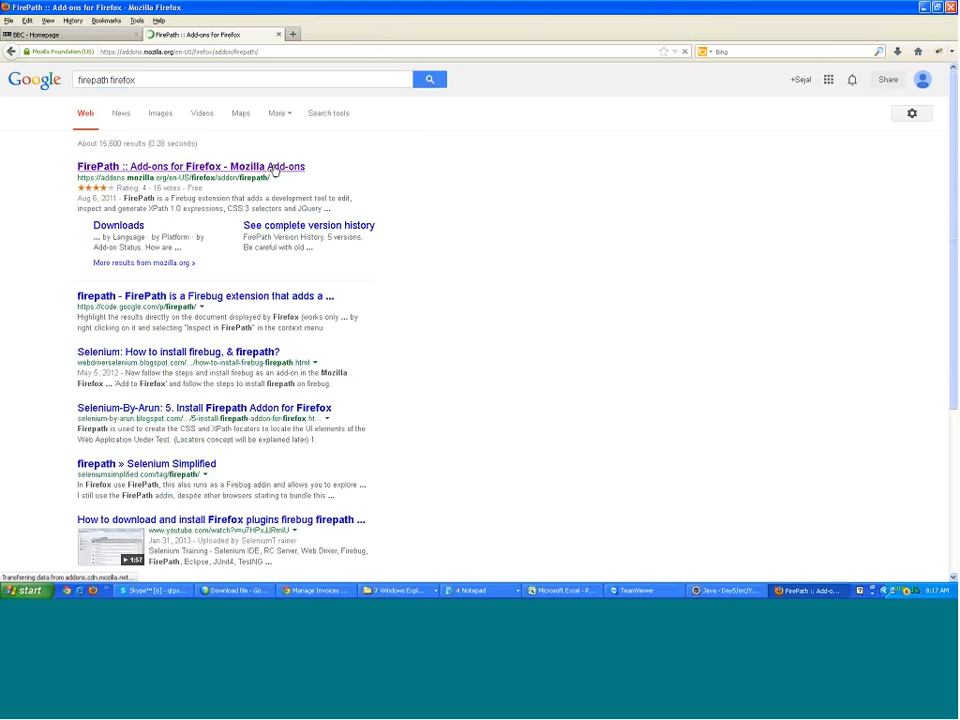 FirePath :: Add-ons for Firefox - Mozilla Firefox
File Edit View History Bookmarks Tools Help
BBC - Homepage
FirePath :: Add-ons for Firefox
Mozilla Foundation (US) https://addons.mozilla.org/en-US/firefox/addon/firepath/
Bing
Google
firepath firefox
+Sejal
Share
Web News Images Videos Maps More Search tools
About 15,600 results (0.28 seconds)
FirePath :: Add-ons for Firefox - Mozilla Add-ons
https://addons.mozilla.org/en-US/firefox/addon/firepath/
Rating: 4 - 16 votes - Free
Aug 6, 2011 - FirePath is a Firebug extension that adds a development tool to edit,
inspect and generate XPath 1.0 expressions, CSS 3 selectors and JQuery ...
Downloads
... by Language · by Platform · by
Add-on Status. How are ...
See complete version history
FirePath Version History. 5 versions.
Be careful with old ...
More results from mozilla.org »
firepath - FirePath is a Firebug extension that adds a ...
https://code.google.com/p/firepath/
Highlight the results directly on the document displayed by Firefox (works only ... by
right clicking on it and selecting "Inspect in FirePath" in the context menu
Selenium: How to install firebug, & firepath?
webdriverselenium.blogspot.com/.../how-to-install-firebug-firepath.html
May 5, 2012 - Now follow the steps and install firebug as an add-on in the Mozilla
Firefox ... 'Add to Firefox' and follow the steps to install firepath on firebug.
Selenium-By-Arun: 5. Install Firepath Addon for Firefox
selenium-by-arun.blogspot.com/.../5-install-firepath-addon-for-firefox.ht...
Firepath is used to create the CSS and XPath locators to locate the UI elements of the
Web Application Under Test. (Locators concept will be explained later) 1.
firepath » Selenium Simplified
seleniumsimplified.com/tag/firepath/
In Firefox use FirePath, this also runs as a Firebug addin and allows you to explore ...
I still use the FirePath addin, despite other browsers starting to bundle this ...
How to download and install Firefox plugins firebug firepath ...
Jan 31, 2013 - Uploaded by SeleniumTrainer
Selenium Training - Selenium IDE, RC Server, Web Driver, Firebug,
FirePath, Eclipse, JUnit4, TestNG ...
1:57
Transferring data from addons.cdn.mozilla.net...
start
Skype™ [6] - qtps...
Download file - Go...
Manage Invoices ...
7 Windows Expl...
4 Notepad
Microsoft Excel - P...
TeamViewer
Java - Day5/src/Y...
FirePath :: Add-o...
8:17 AM